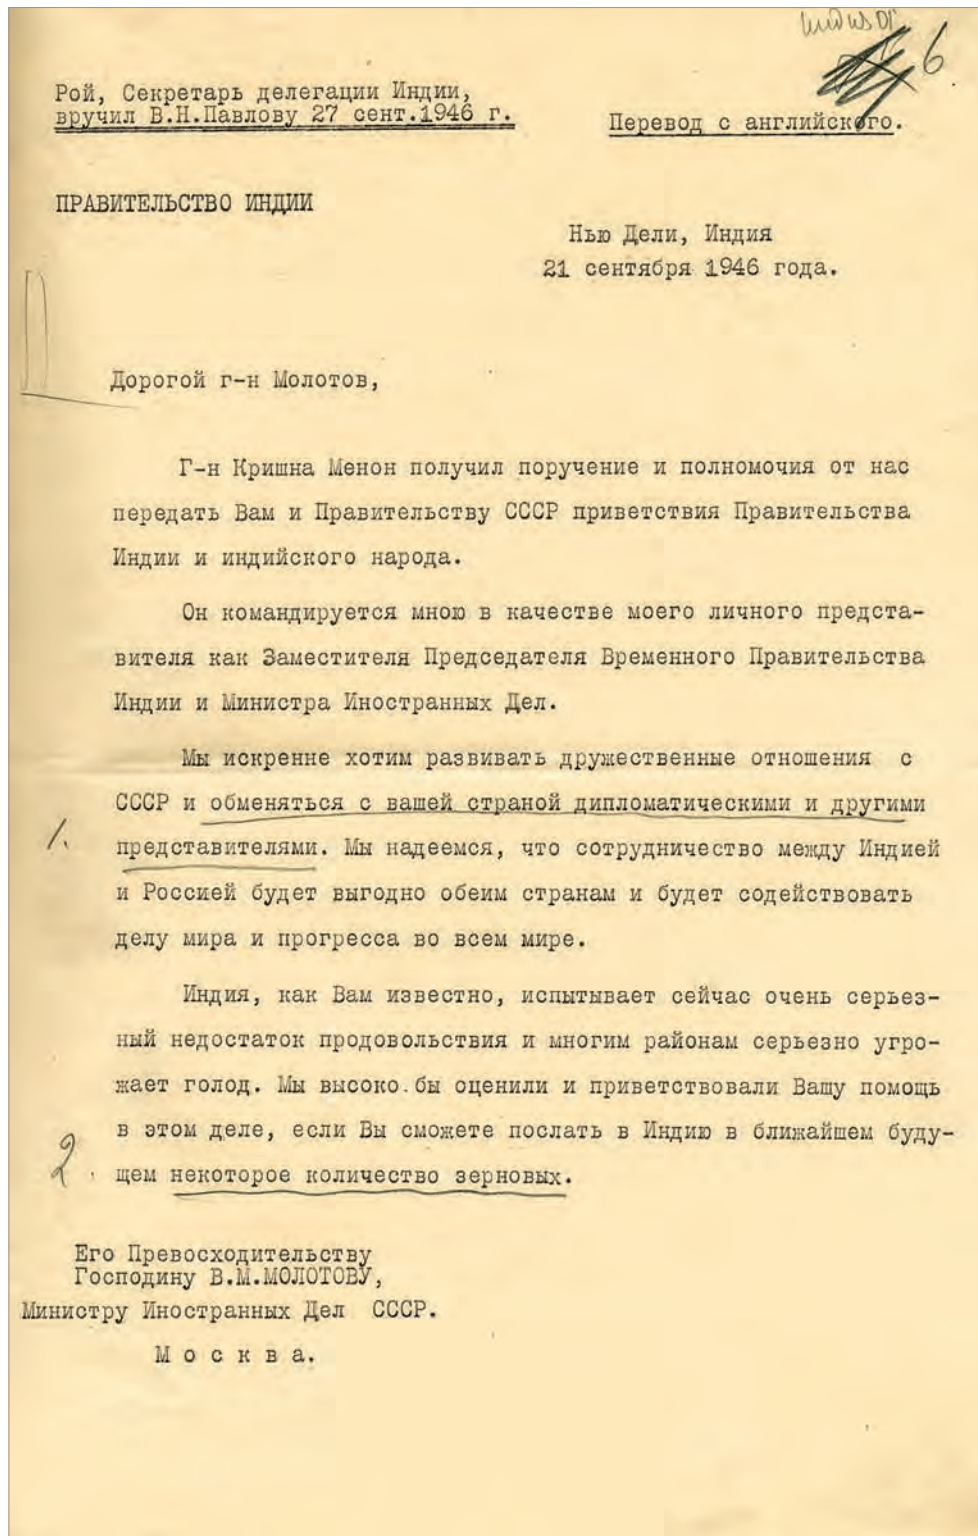 6
Рой, Секретарь делегации Индии,
вручил В.Н.Павлову 27 сент.1946 г.
Перевод с английского.
ПРАВИТЕЛЬСТВО ИНДИИ
Нью Дели, Индия
21 сентября 1946 года.
Дорогой г-н Молотов,
Г-н Кришна Менон получил поручение и полномочия от нас
передать Вам и Правительству СССР приветствия Правительства
Индии и индийского народа.
Он командируется мною в качестве моего личного предста-
вителя как Заместителя Председателя Временного Правительства
Индии и Министра Иностранных Дел.
Мы искренне хотим развивать дружественные отношения с
СССР и обменяться с вашей страной дипломатическими и другими
1. представителями. Мы надеемся, что сотрудничество между Индией
и Россией будет выгодно обеим странам и будет содействовать
делу мира и прогресса во всем мире.
Индия, как Вам известно, испытывает сейчас очень серьез-
ный недостаток продовольствия и многим районам серьезно угро-
жает голод. Мы высоко бы оценили и приветствовали Вашу помощь
в этом деле, если Вы сможете послать в Индию в ближайшем буду-
2. щем некоторое количество зерновых.
Его Превосходительству
Господину В.М.МОЛОТОВУ,
Министру Иностранных Дел СССР.
М о с к в а.